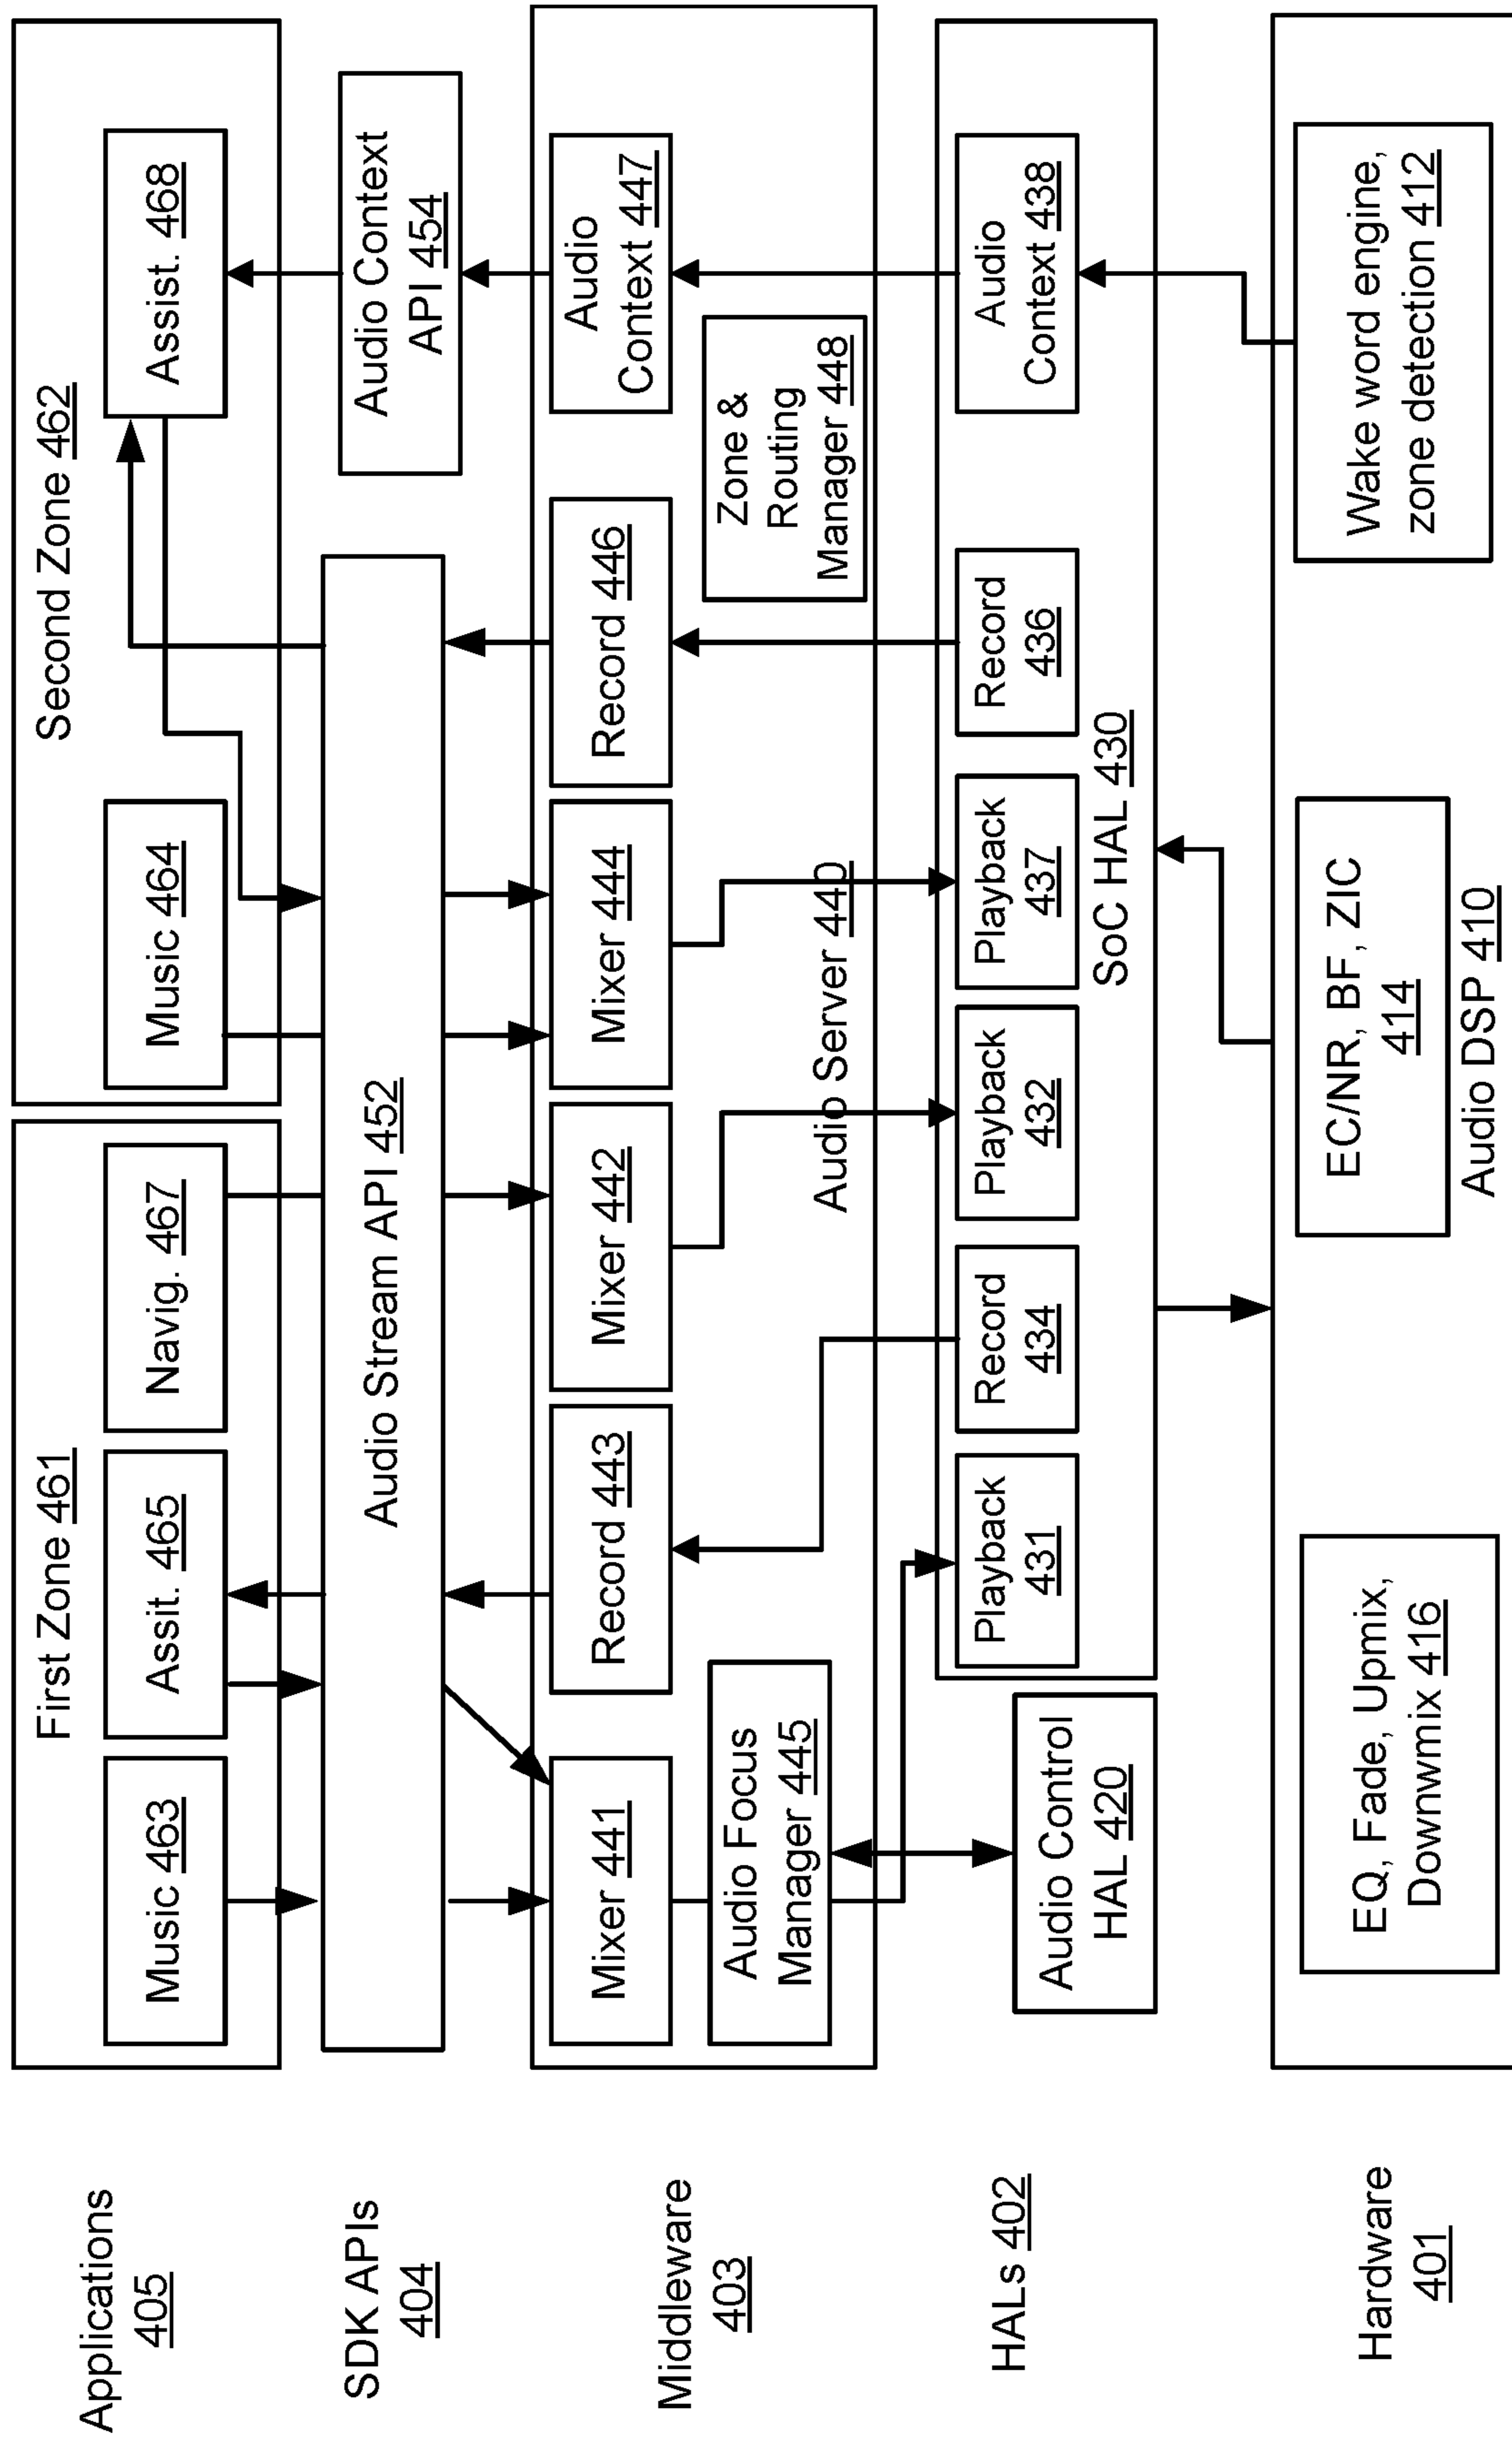 Applications
405
First Zone 461
Music 463
Assit. 465
Navig. 467
Second Zone 462
Music 464
Assist. 468
SDK APIs
404
Audio Stream API 452
Audio Context
API 454
Middleware
403
Mixer 441
Record 443
Mixer 442
Mixer 444
Record 446
Audio
Context 447
Audio Focus
Manager 445
Audio Server 440
Zone &
Routing
Manager 448
HALs 402
Audio Control
HAL 420
Playback
431
Record
434
Playback
432
Playback
437
Record
436
Audio
Context 438
SoC HAL 430
Hardware
401
EQ, Fade, Upmix,
Downwmix 416
EC/NR, BF, ZIC
414
Wake word engine,
zone detection 412
Audio DSP 410